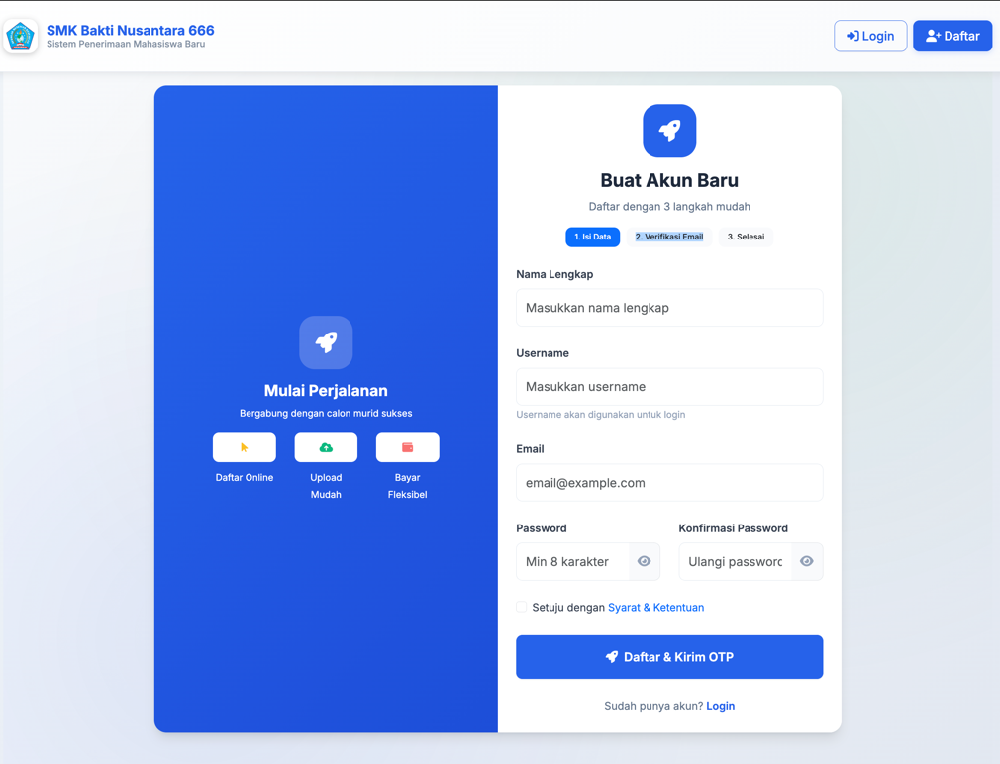 SMK Bakti Nusantara 666
Sistem Penerimaan Mahasiswa Baru
Login
Daftar
Mulai Perjalanan
Bergabung dengan calon murid sukses
Daftar Online
Upload
Mudah
Bayar
Fleksibel
Buat Akun Baru
Daftar dengan 3 langkah mudah
1. Isi Data
2. Verifikasi Email
3. Selesai
Nama Lengkap
Masukkan nama lengkap
Username
Masukkan username
Username akan digunakan untuk login
Email
email@example.com
Password
Konfirmasi Password
Min 8 karakter
Ulangi password
Setuju dengan Syarat & Ketentuan
Daftar & Kirim OTP
Sudah punya akun? Login